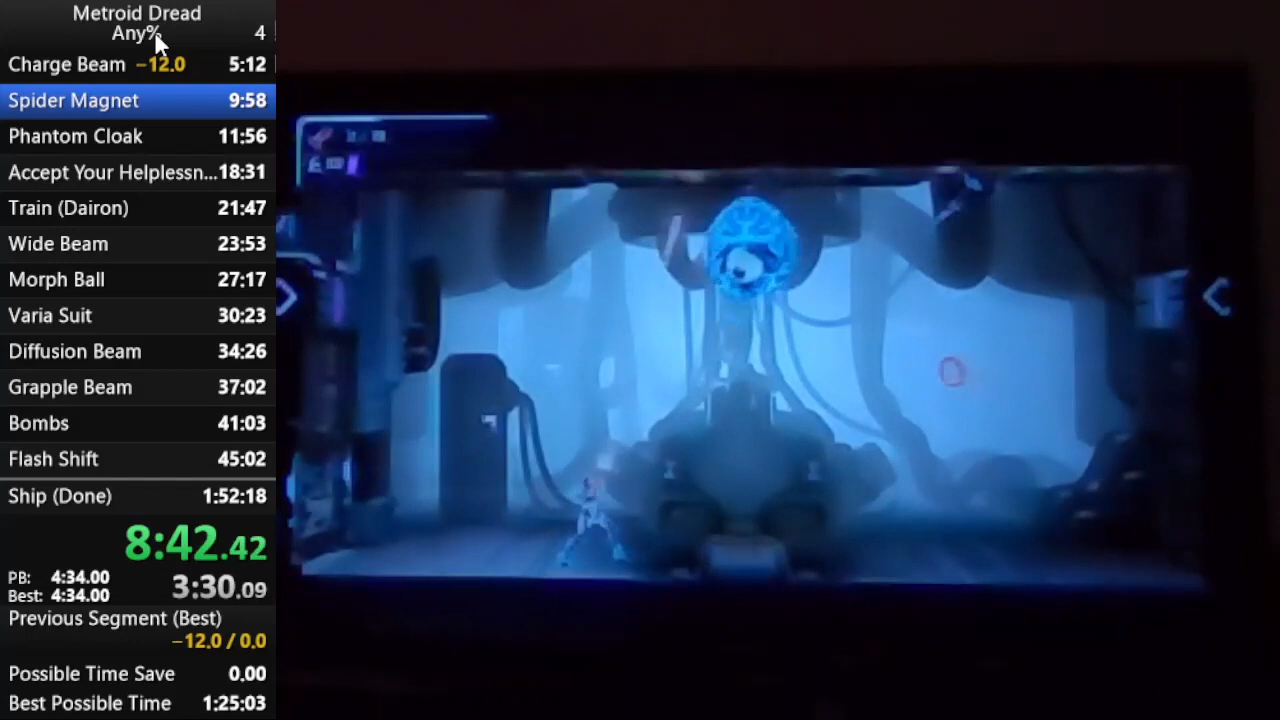 Metroid Dread
Any% 4
Charge Beam −12.0 5:12
Spider Magnet 9:58
Phantom Cloak 11:56
Accept Your Helplessn... 18:31
Train (Dairon) 21:47
Wide Beam 23:53
Morph Ball 27:17
Varia Suit 30:23
Diffusion Beam 34:26
Grapple Beam 37:02
Bombs 41:03
Flash Shift 45:02
Ship (Done) 1:52:18
8:42.42
PB: 4:34.00 3:30.09
Best: 4:34.00
Previous Segment (Best)
−12.0 / 0.0
Possible Time Save 0.00
Best Possible Time 1:25:03